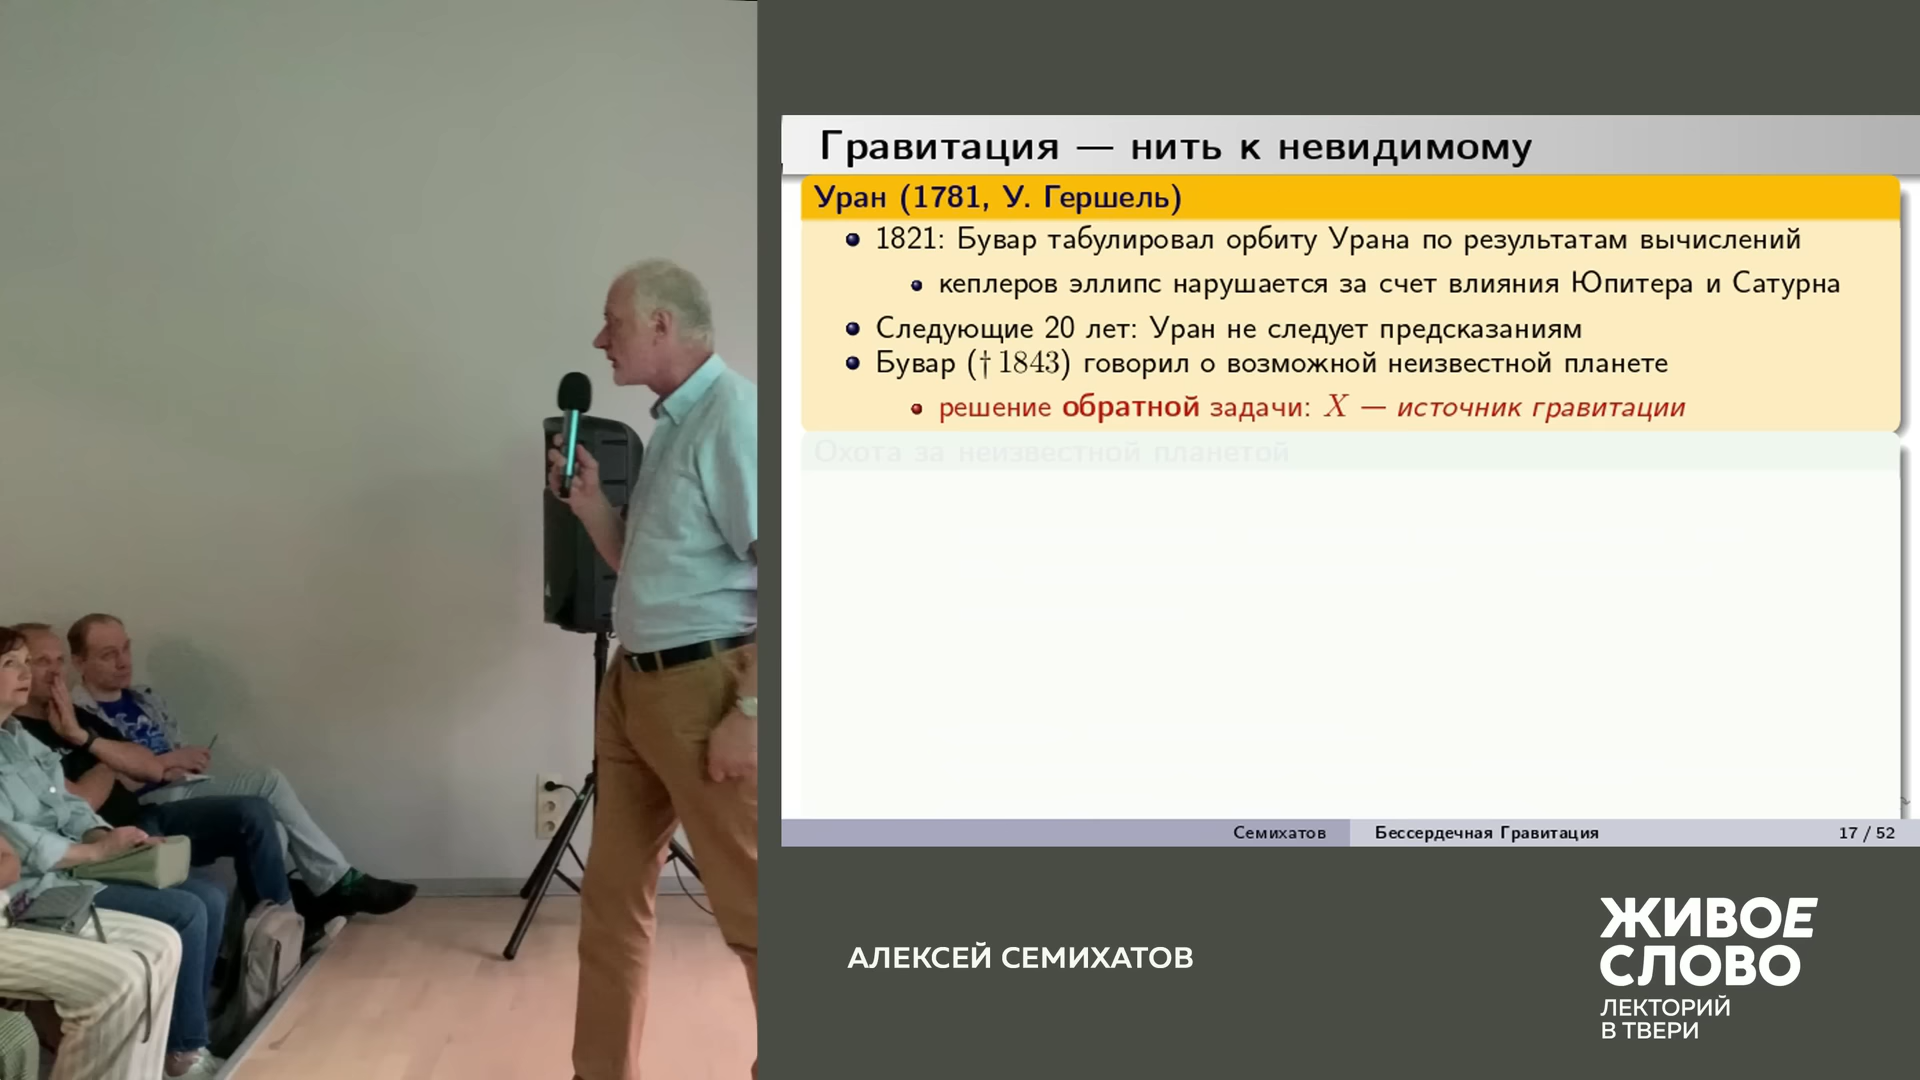 Гравитация — нить к невидимому
Уран (1781, У. Гершель)
1821: Бувар табулировал орбиту Урана по результатам вычислений
кеплеров эллипс нарушается за счет влияния Юпитера и Сатурна
Следующие 20 лет: Уран не следует предсказаниям
Бувар († 1843) говорил о возможной неизвестной планете
решение обратной задачи: X — источник гравитации
Охота за неизвестной планетой
Семихатов Бессердечная Гравитация 17 / 52
АЛЕКСЕЙ СЕМИХАТОВ
ЖИВОЕ
СЛОВО
ЛЕКТОРИЙ
В ТВЕРИ